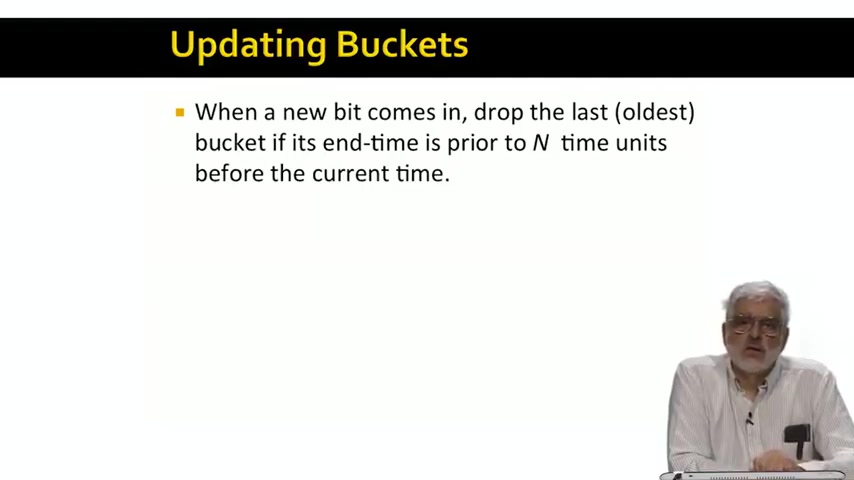 Updating Buckets
When a new bit comes in, drop the last (oldest)
bucket if its end-time is prior to N time units
before the current time.